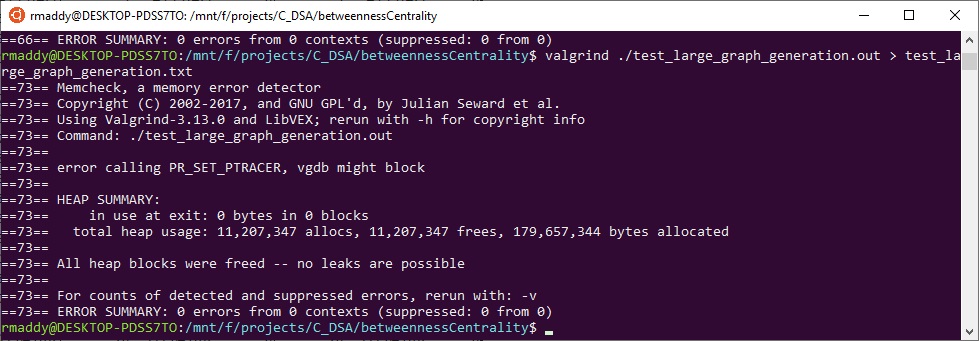 rmaddy@DESKTOP-PDSS7TO: /mnt/f/projects/C_DSA/betweennessCentrality
==66== ERROR SUMMARY: 0 errors from 0 contexts (suppressed: 0 from 0)
rmaddy@DESKTOP-PDSS7TO:/mnt/f/projects/C_DSA/betweennessCentrality$ valgrind ./test_large_graph_generation.out > test_la
rge_graph_generation.txt
==73== Memcheck, a memory error detector
==73== Copyright (C) 2002-2017, and GNU GPL'd, by Julian Seward et al.
==73== Using Valgrind-3.13.0 and LibVEX; rerun with -h for copyright info
==73== Command: ./test_large_graph_generation.out
==73==
==73== error calling PR_SET_PTRACER, vgdb might block
==73==
==73== HEAP SUMMARY:
==73==     in use at exit: 0 bytes in 0 blocks
==73==   total heap usage: 11,207,347 allocs, 11,207,347 frees, 179,657,344 bytes allocated
==73==
==73== All heap blocks were freed -- no leaks are possible
==73==
==73== For counts of detected and suppressed errors, rerun with: -v
==73== ERROR SUMMARY: 0 errors from 0 contexts (suppressed: 0 from 0)
rmaddy@DESKTOP-PDSS7TO:/mnt/f/projects/C_DSA/betweennessCentrality$